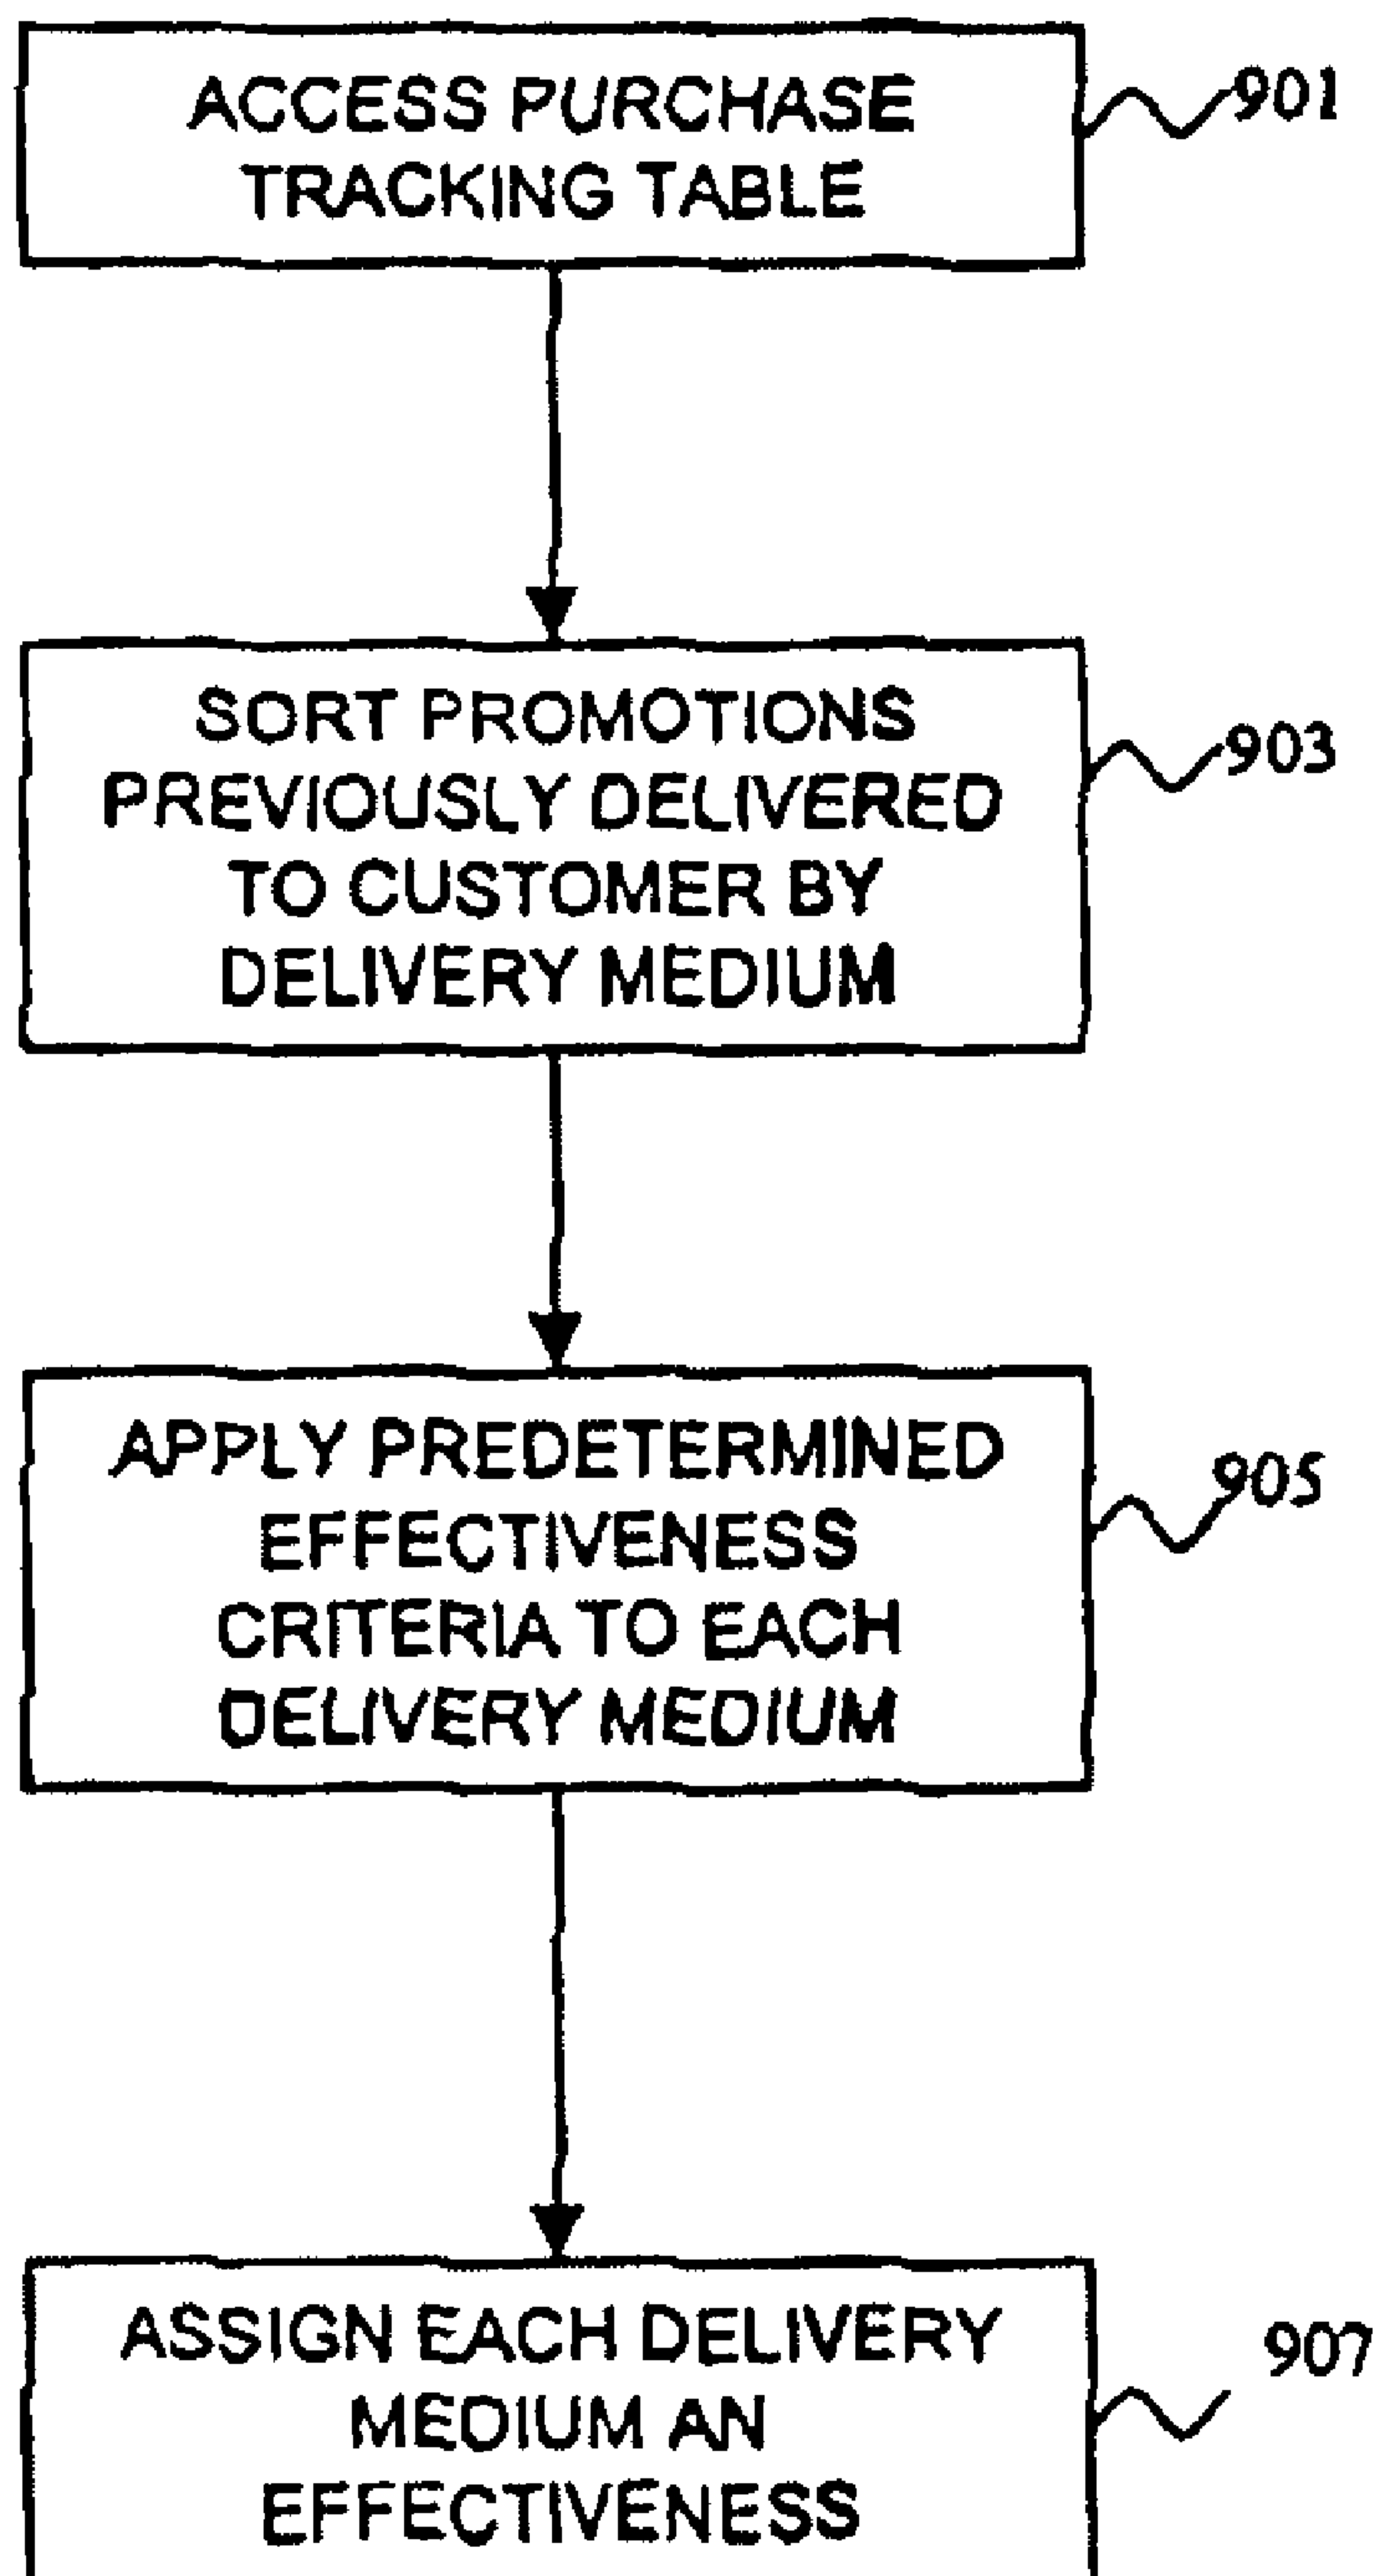 ACCESS PURCHASE
TRACKING TABLE
901
SORT PROMOTIONS
PREVIOUSLY DELIVERED
TO CUSTOMER BY
DELIVERY MEDIUM
903
APPLY PREDETERMINED
EFFECTIVENESS
CRITERIA TO EACH
DELIVERY MEDIUM
905
ASSIGN EACH DELIVERY
MEDIUM AN
EFFECTIVENESS
907